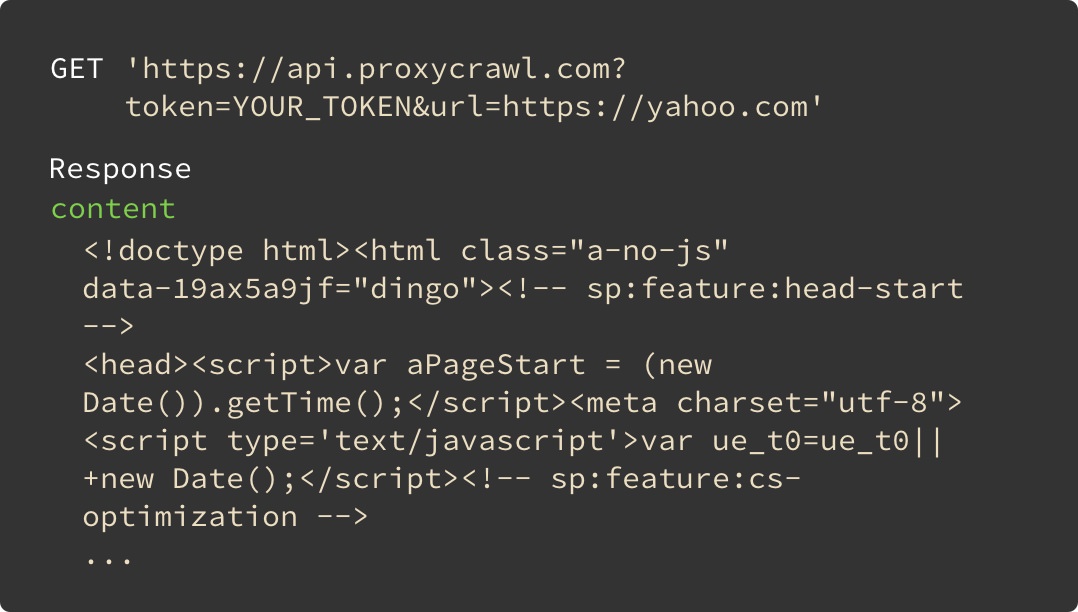 GET 'https://api.proxycrawl.com?
token=YOUR_TOKEN&url=https://yahoo.com'
Response
content
<!doctype html><html class="a-no-js"
data-19ax5a9jf="dingo"><!-- sp:feature:head-start
-->
<head><script>var aPageStart = (new
Date()).getTime();</script><meta charset="utf-8">
<script type='text/javascript'>var ue_t0=ue_t0||
+new Date();</script><!-- sp:feature:cs-
optimization -->
...